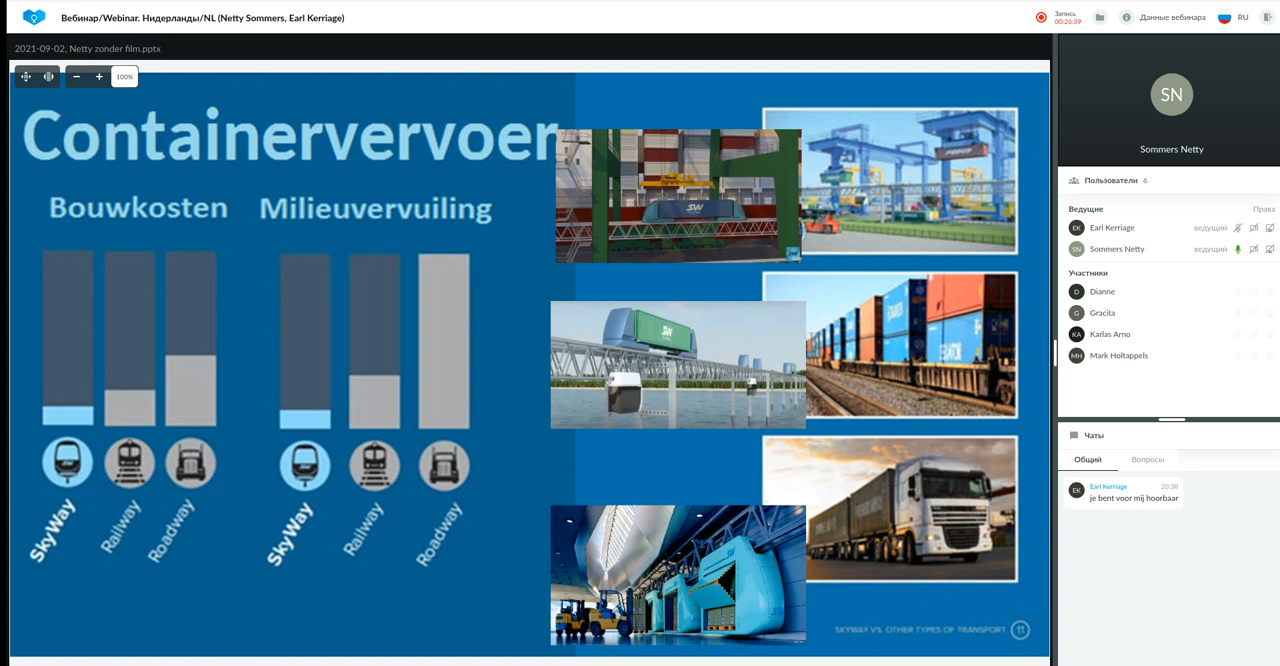 Вебинар/Webinar. Нидерланды/NL (Netty Sommers, Earl Kerriage)
Запись
00:26:39
Данные вебинара
RU
2021-09-02, Netty zonder film.pptx
100%
Containervervoer
Bouwkosten
Milieuvervuiling
SkyWay
Railway
Roadway
SkyWay
Railway
Roadway
SW
SW
SKYWAY VS. OTHER TYPES OF TRANSPORT 11
SN
Sommers Netty
Пользователи 6
Ведущие
Права
EK Earl Kerriage ведущий
SN Sommers Netty ведущий
Участники
D Dianne
G Gracita
KA Karlas Arno
MH Mark Holtappels
Чаты
Общий
Вопросы
EK Earl Kerriage 20:38
je bent voor mij hoorbaar